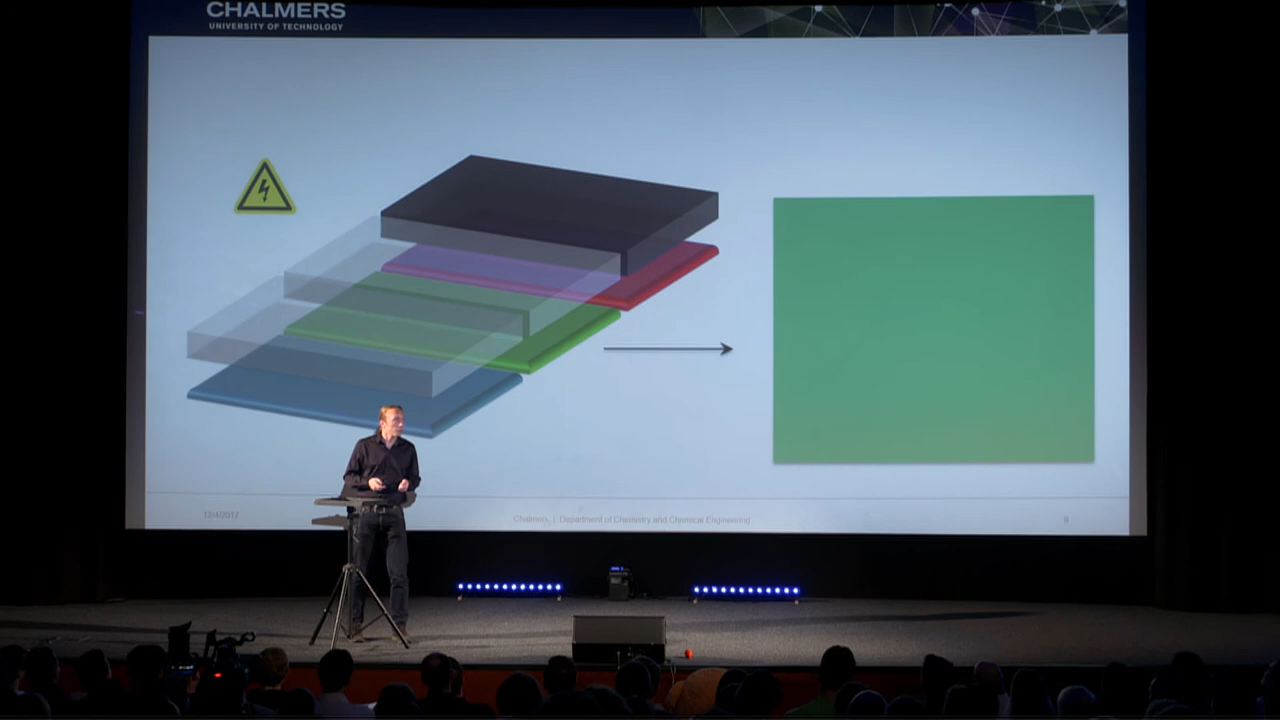 CHALMERS
UNIVERSITY OF TECHNOLOGY
12/4/2017
Chalmers | Department of Chemistry and Chemical Engineering